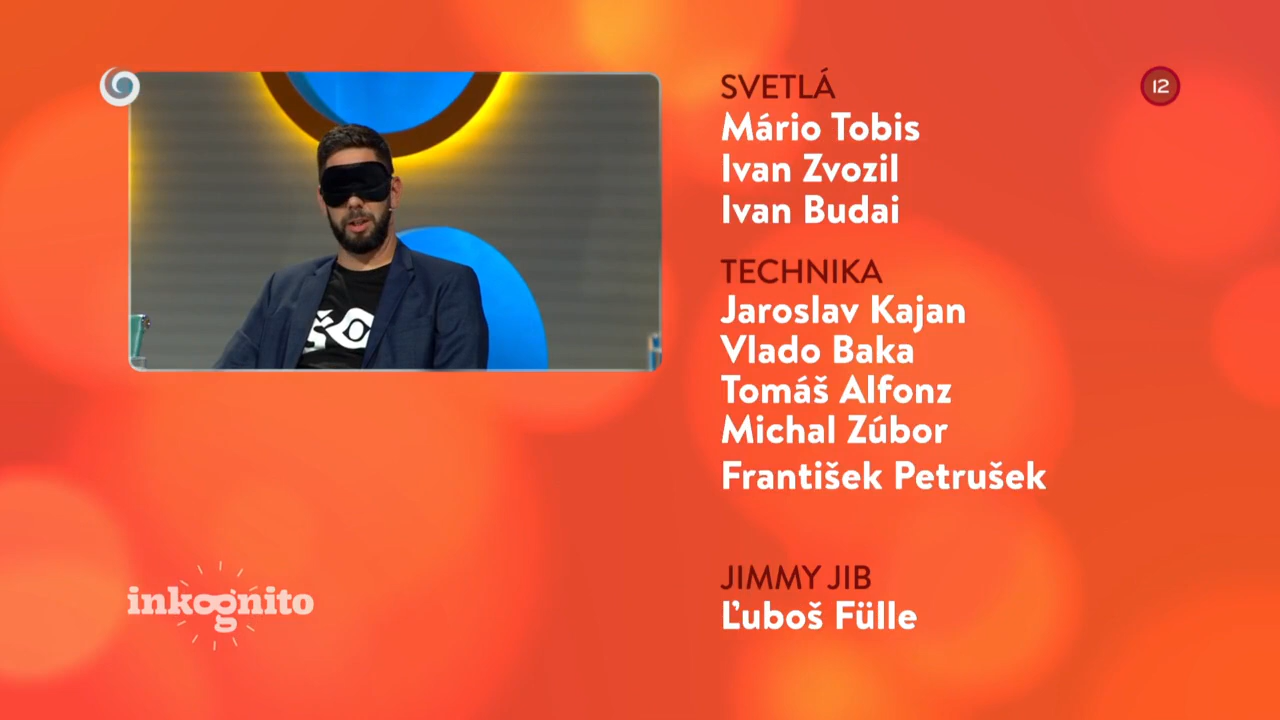 SVETLÁ
Mário Tobis
Ivan Zvozil
Ivan Budai
TECHNIKA
Jaroslav Kajan
Vlado Baka
Tomáš Alfonz
Michal Zúbor
František Petrušek
JIMMY JIB
Ľuboš Fülle
12
inkognito